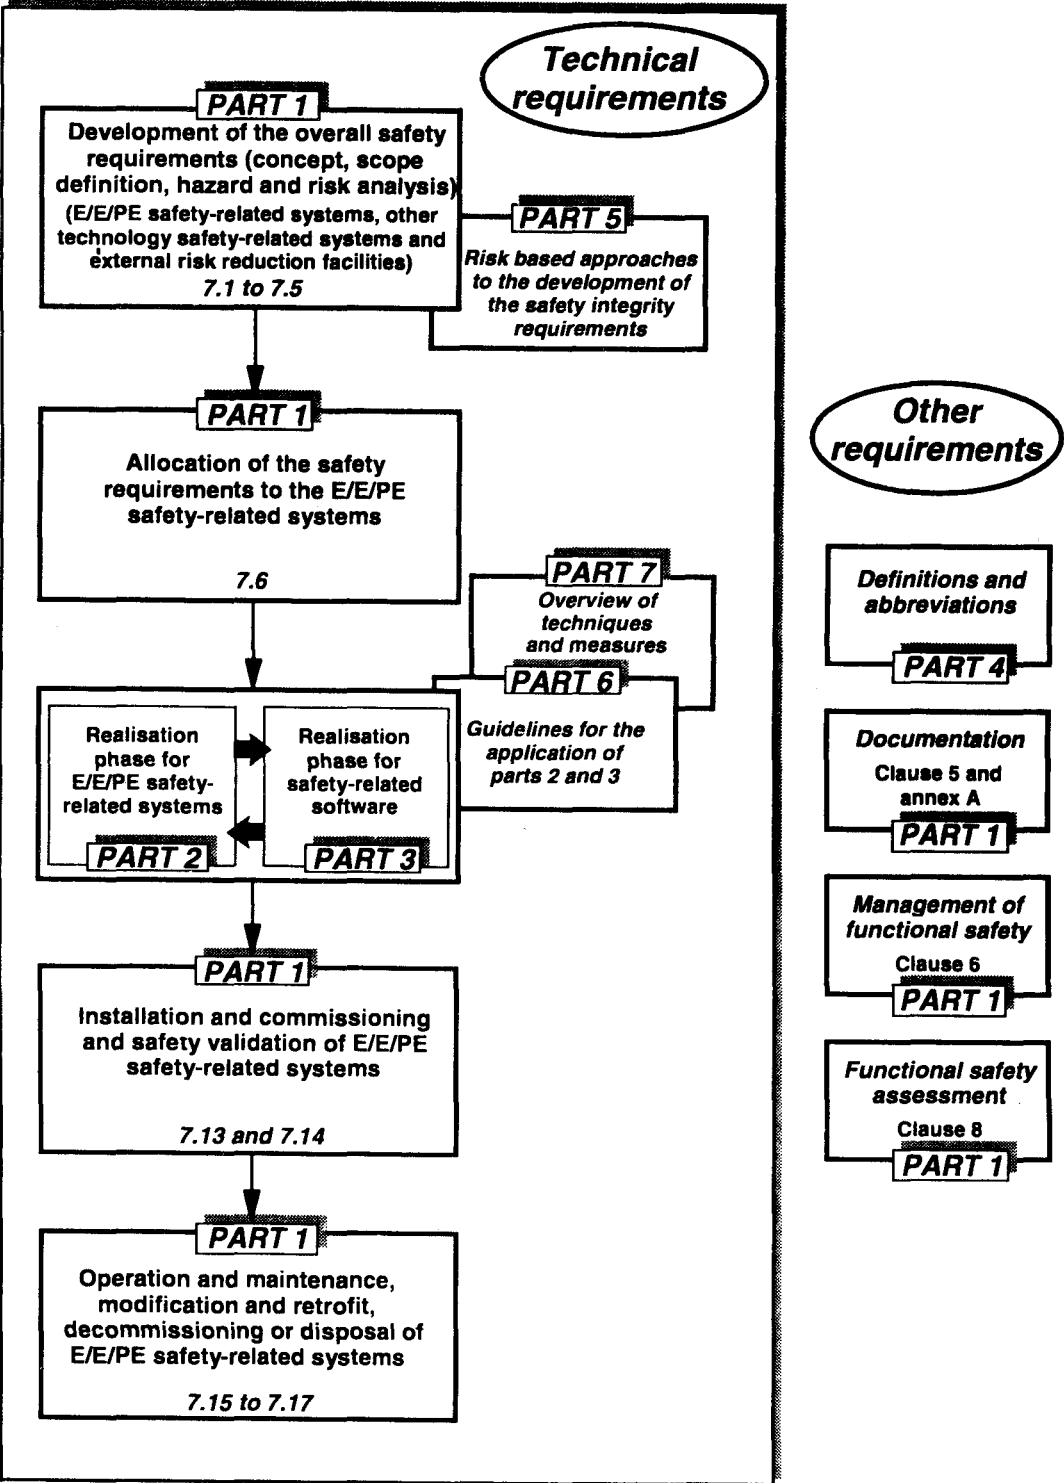 Technical
requirements
PART 1
Development of the overall safety
requirements (concept, scope
definition, hazard and risk analysis)
(E/E/PE safety-related systems, other
technology safety-related systems and
external risk reduction facilities)
7.1 to 7.5
PART 5
Risk based approaches
to the development of
the safety integrity
requirements
PART 1
Allocation of the safety
requirements to the E/E/PE
safety-related systems
7.6
PART 7
Overview of
techniques
and measures
PART 6
Guidelines for the
application of
parts 2 and 3
Realisation
phase for
E/E/PE safety-
related systems
PART 2
Realisation
phase for
safety-related
software
PART 3
PART 1
Installation and commissioning
and safety validation of E/E/PE
safety-related systems
7.13 and 7.14
PART 1
Operation and maintenance,
modification and retrofit,
decommissioning or disposal of
E/E/PE safety-related systems
7.15 to 7.17
Other
requirements
Definitions and
abbreviations
PART 4
Documentation
Clause 5 and
annex A
PART 1
Management of
functional safety
Clause 6
PART 1
Functional safety
assessment
Clause 8
PART 1